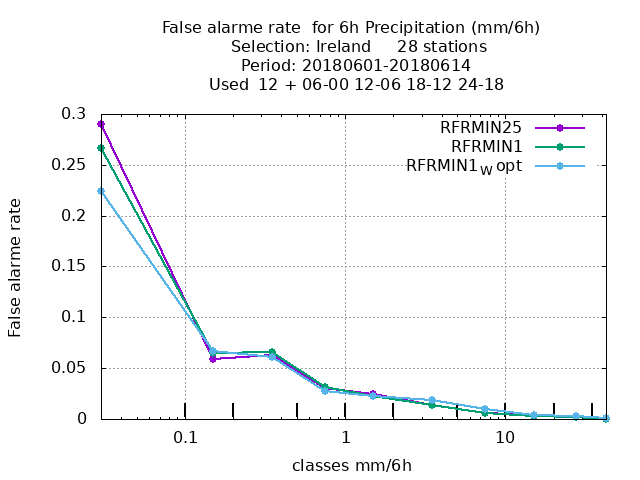 False alarme rate  for 6h Precipitation (mm/6h)
Selection: Ireland     28 stations
Period: 20180601-20180614
Used  12 + 06-00 12-06 18-12 24-18
RFRMIN25
RFRMIN1
RFRMIN1W opt
0.3
0.25
0.2
0.15
0.1
0.05
0
False alarme rate
0.1
1
10
classes mm/6h